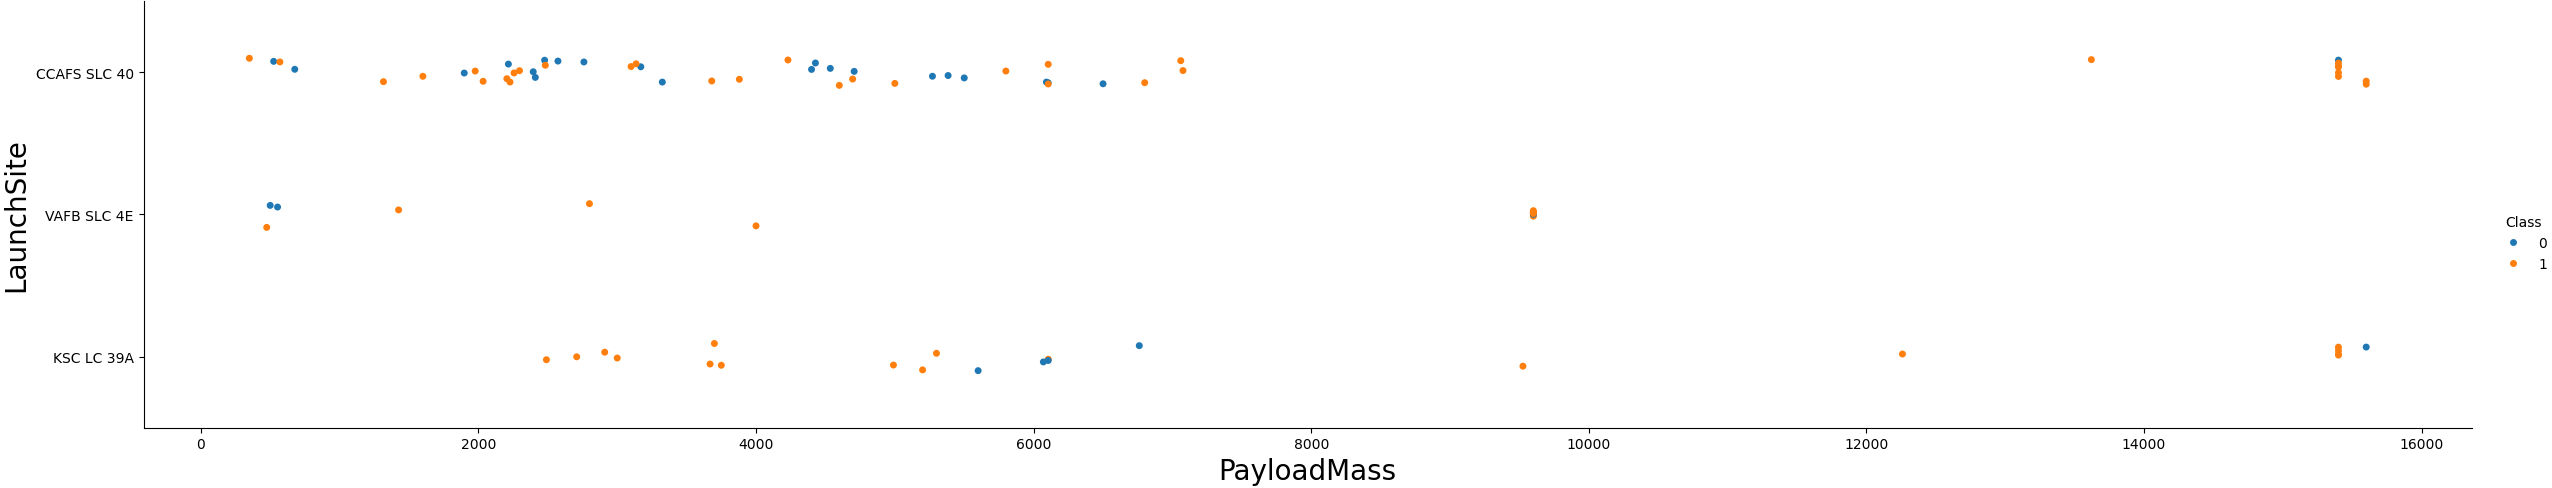 LaunchSite
CCAFS SLC 40
VAFB SLC 4E
KSC LC 39A
0 2000 4000 6000 8000 10000 12000 14000 16000
PayloadMass
Class
0
1